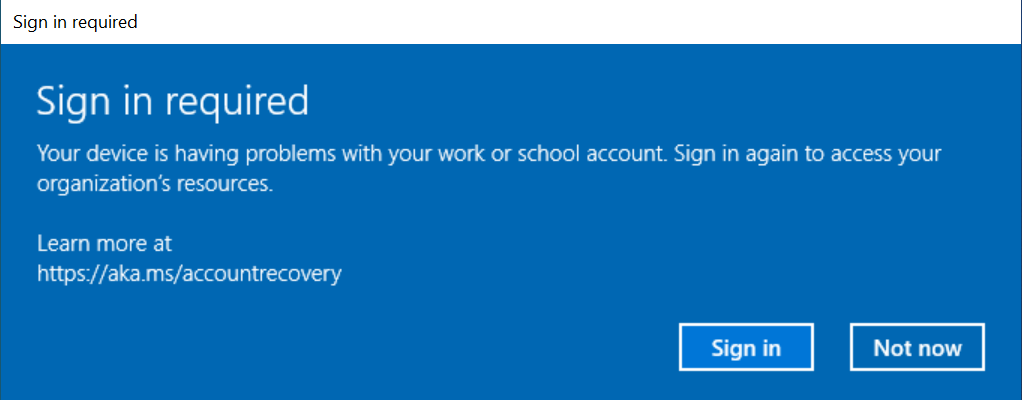 Sign in required
Sign in required
Your device is having problems with your work or school account. Sign in again to access your
organization’s resources.
Learn more at
https://aka.ms/accountrecovery
Sign in
Not now